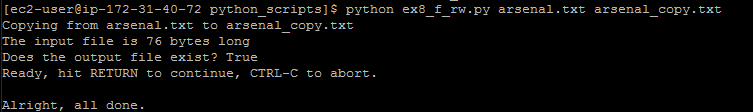 [ec2-user@ip-172-31-40-72 python_scripts]$ python ex8_f_rw.py arsenal.txt arsenal_copy.txt
Copying from arsenal.txt to arsenal_copy.txt
The input file is 76 bytes long
Does the output file exist? True
Ready, hit RETURN to continue, CTRL-C to abort.
Alright, all done.